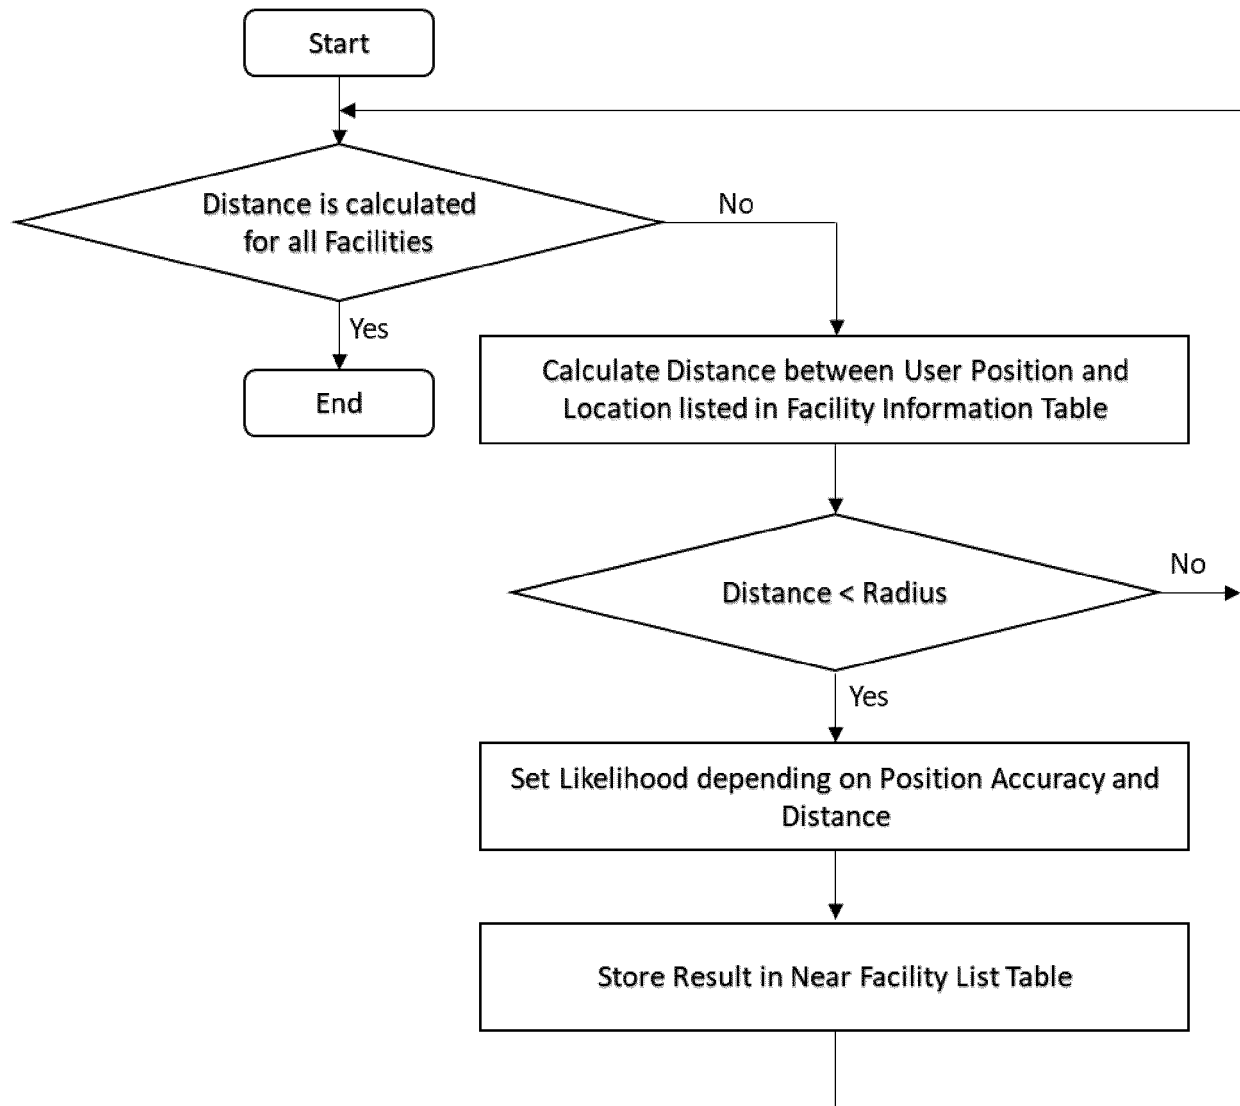 Start
Distance is calculated
for all Facilities
No
Yes
End
Calculate Distance between User Position and
Location listed in Facility Information Table
Distance < Radius
No
Yes
Set Likelihood depending on Position Accuracy and
Distance
Store Result in Near Facility List Table